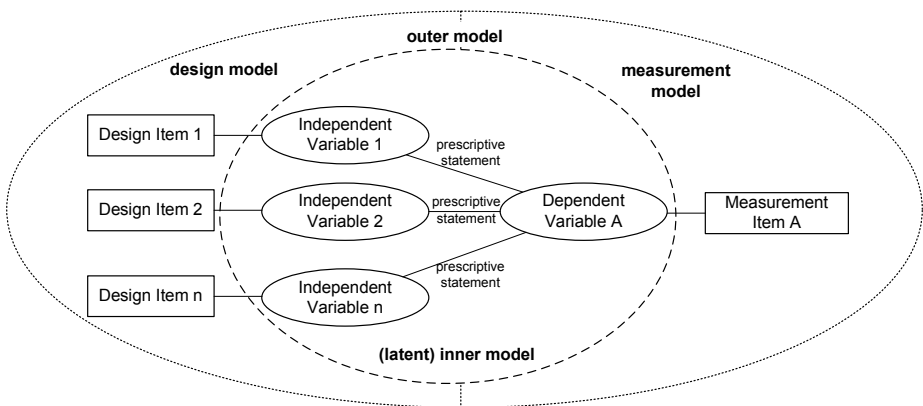 outer model
design model
measurement
model
Design Item 1
Independent
Variable 1
prescriptive
statement
Design Item 2
Independent
Variable 2
prescriptive
statement
Dependent
Variable A
Measurement
Item A
prescriptive
statement
Design Item n
Independent
Variable n
(latent) inner model